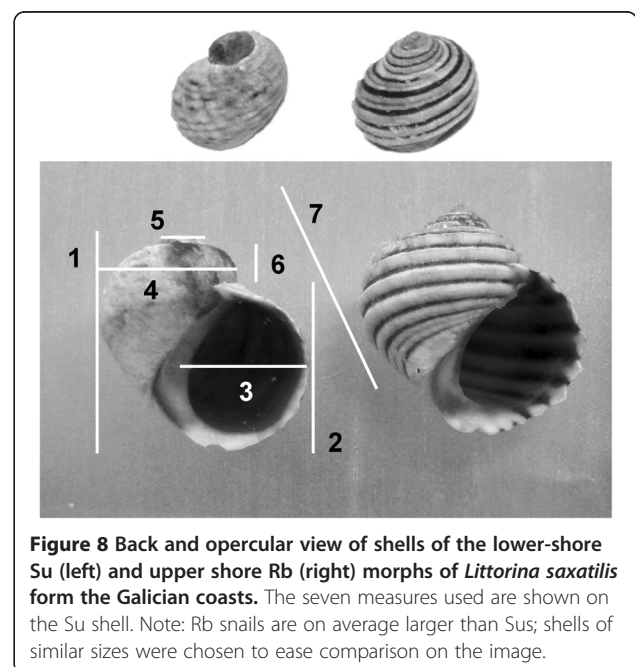 5
7
1
6
4
3
2
Figure 8 Back and opercular view of shells of the lower-shore
Su (left) and upper shore Rb (right) morphs of Littorina saxatilis
form the Galician coasts. The seven measures used are shown on
the Su shell. Note: Rb snails are on average larger than Sus; shells of
similar sizes were chosen to ease comparison on the image.